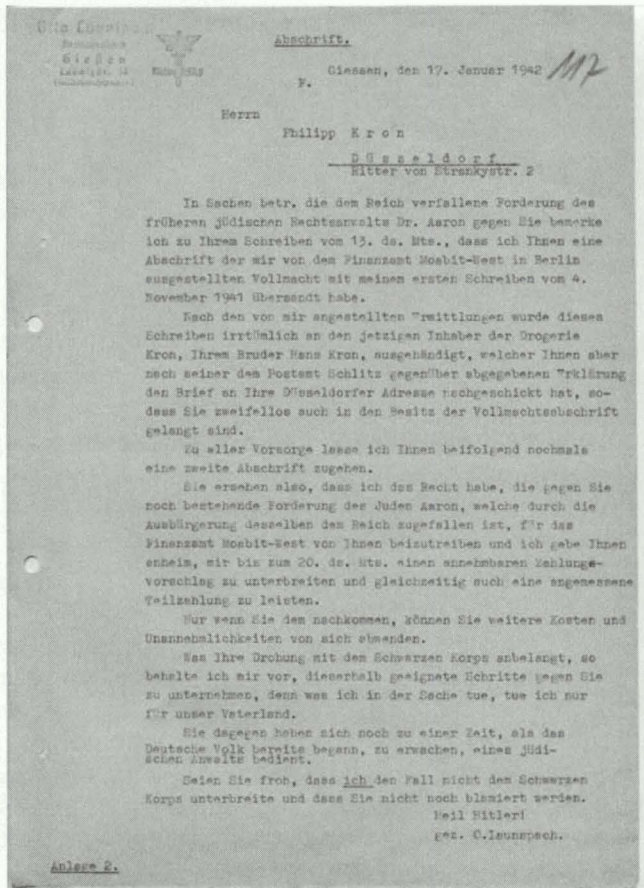 Abschrift.
Gießen
Giessen, den 17. Januar 1942
117
F.
Herrn
Philipp K r o n
D ü s s e l d o r f
Ritter von Strankystr. 2
In Sachen betr. die dem Reich verfallene Forderung des
früheren jüdischen Rechtsanwalts Dr. Aaron gegen Sie bemerke
ich zu Ihrem Schreiben vom 13. ds. Mts., dass ich Ihnen eine
Abschrift der mir von dem Finanzamt Moabit-West in Berlin
ausgestellten Vollmacht mit meinem ersten Schreiben vom 4.
November 1941 übersandt habe.
Nach den von mir angestellten Ermittlungen wurde dieses
Schreiben irrtümlich an den jetzigen Inhaber der Drogerie
Kron, Ihrem Bruder Hans Kron, ausgehändigt, welcher Ihnen aber
nach seiner dem Postamt Schlitz gegenüber abgegebenen Erklärung
den Brief an Ihre Düsseldorfer Adresse nachgeschickt hat, so-
dass Sie zweifellos auch in den Besitz der Vollmachtsabschrift
gelangt sind.
Zu aller Vorsorge lasse ich Ihnen beifolgend nochmals
eine zweite Abschrift zugehen.
Sie ersehen also, dass ich das Recht habe, die gegen Sie
noch bestehende Forderung des Juden Aaron, welche durch die
Ausbürgerung desselben dem Reich zugefallen ist, für das
Finanzamt Moabit-West von Ihnen beizutreiben und ich gebe Ihnen
anheim, mir bis zum 20. ds. Mts. einen annehmbaren Zahlungs-
vorschlag zu unterbreiten und gleichzeitig auch eine angemessene
Teilzahlung zu leisten.
Nur wenn Sie dem nachkommen, können Sie weitere Kosten und
Unannehmlichkeiten von sich abwenden.
Was Ihre Drohung mit dem Schwarzen Korps anbelangt, so
behalte ich mir vor, dieserhalb geeignete Schritte gegen Sie
zu unternehmen, denn was ich in der Sache tue, tue ich nur
für unser Vaterland.
Sie dagegen haben sich noch zu einer Zeit, als das
Deutsche Volk bereits begann, zu erwachen, eines jüdi-
schen Anwalts bedient.
Seien Sie froh, dass ich den Fall nicht dem Schwarzen
Korps unterbreite und dass Sie nicht noch blamiert werden.
Heil Hitler!
gez. O.Launspach.
Anlage 2.